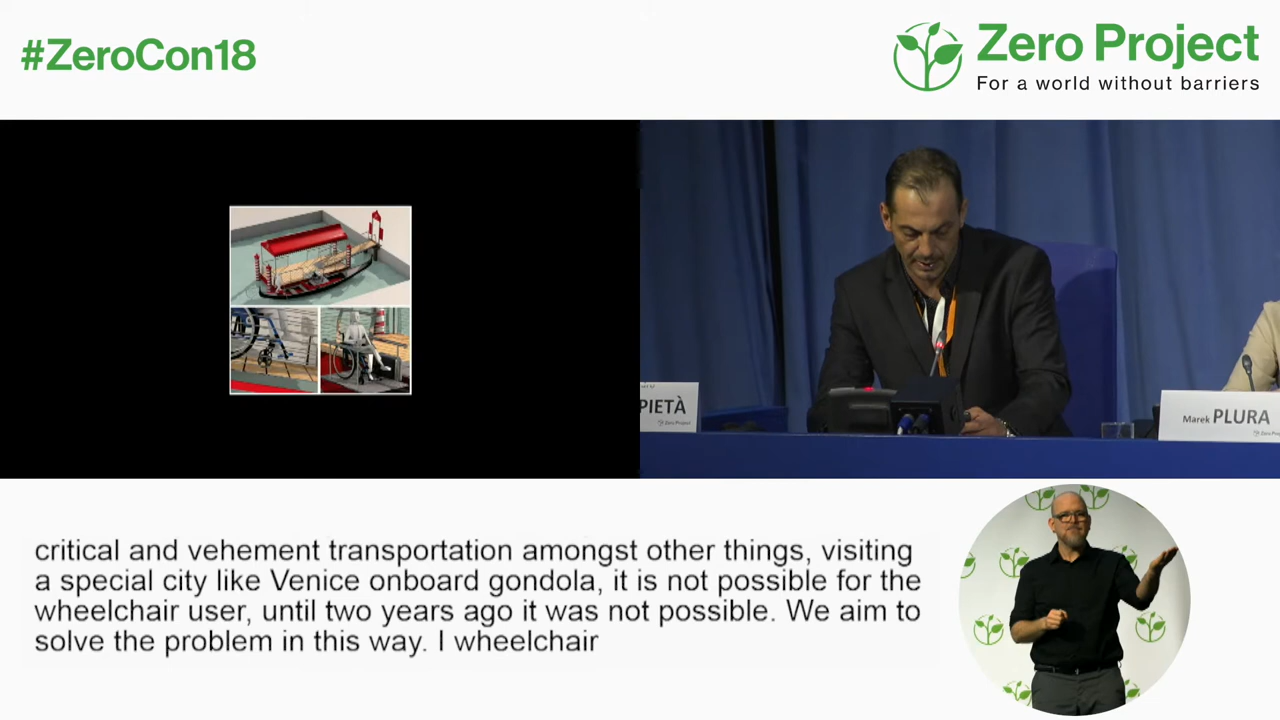 #ZeroCon18
Zero Project
For a world without barriers
PIETÀ
Zero Project
Marek PLURA
critical and vehement transportation amongst other things, visiting
a special city like Venice onboard gondola, it is not possible for the
wheelchair user, until two years ago it was not possible. We aim to
solve the problem in this way. I wheelchair